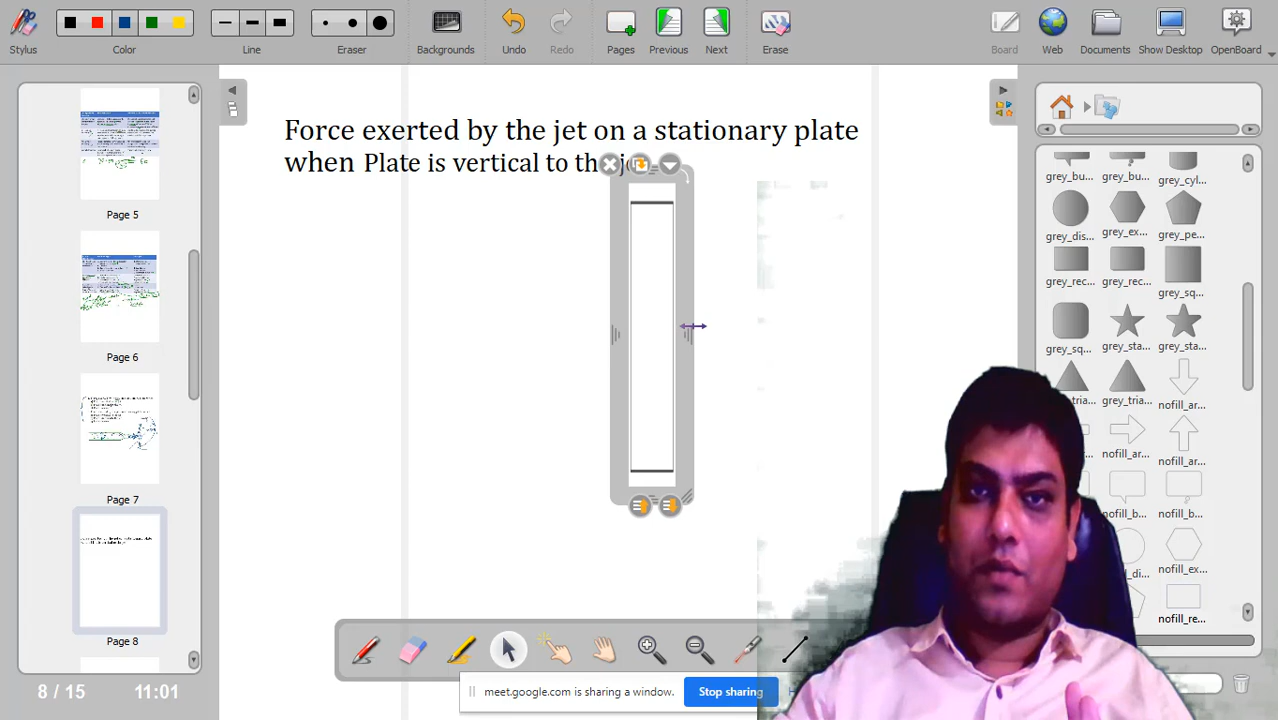 Stylus
Color
Line
Eraser
Backgrounds
Undo
Redo
Pages
Previous
Next
Erase
Board
Web
Documents
Show Desktop
OpenBoard
Page 5
Page 6
Page 7
Page 8
8 / 15
11:01
Force exerted by the jet on a stationary plate
when Plate is vertical to the
grey_bu...
grey_bu...
grey_cyl...
grey_dis...
grey_ex...
grey_pe...
grey_rec...
grey_rec...
grey_sq...
grey_sq...
grey_sta...
grey_sta...
grey_tria...
nofill_ar...
nofill_ar...
nofill_ar...
nofill_b...
nofill_b...
nofill_ex...
nofill_re...
meet.google.com is sharing a window.
Stop sharing